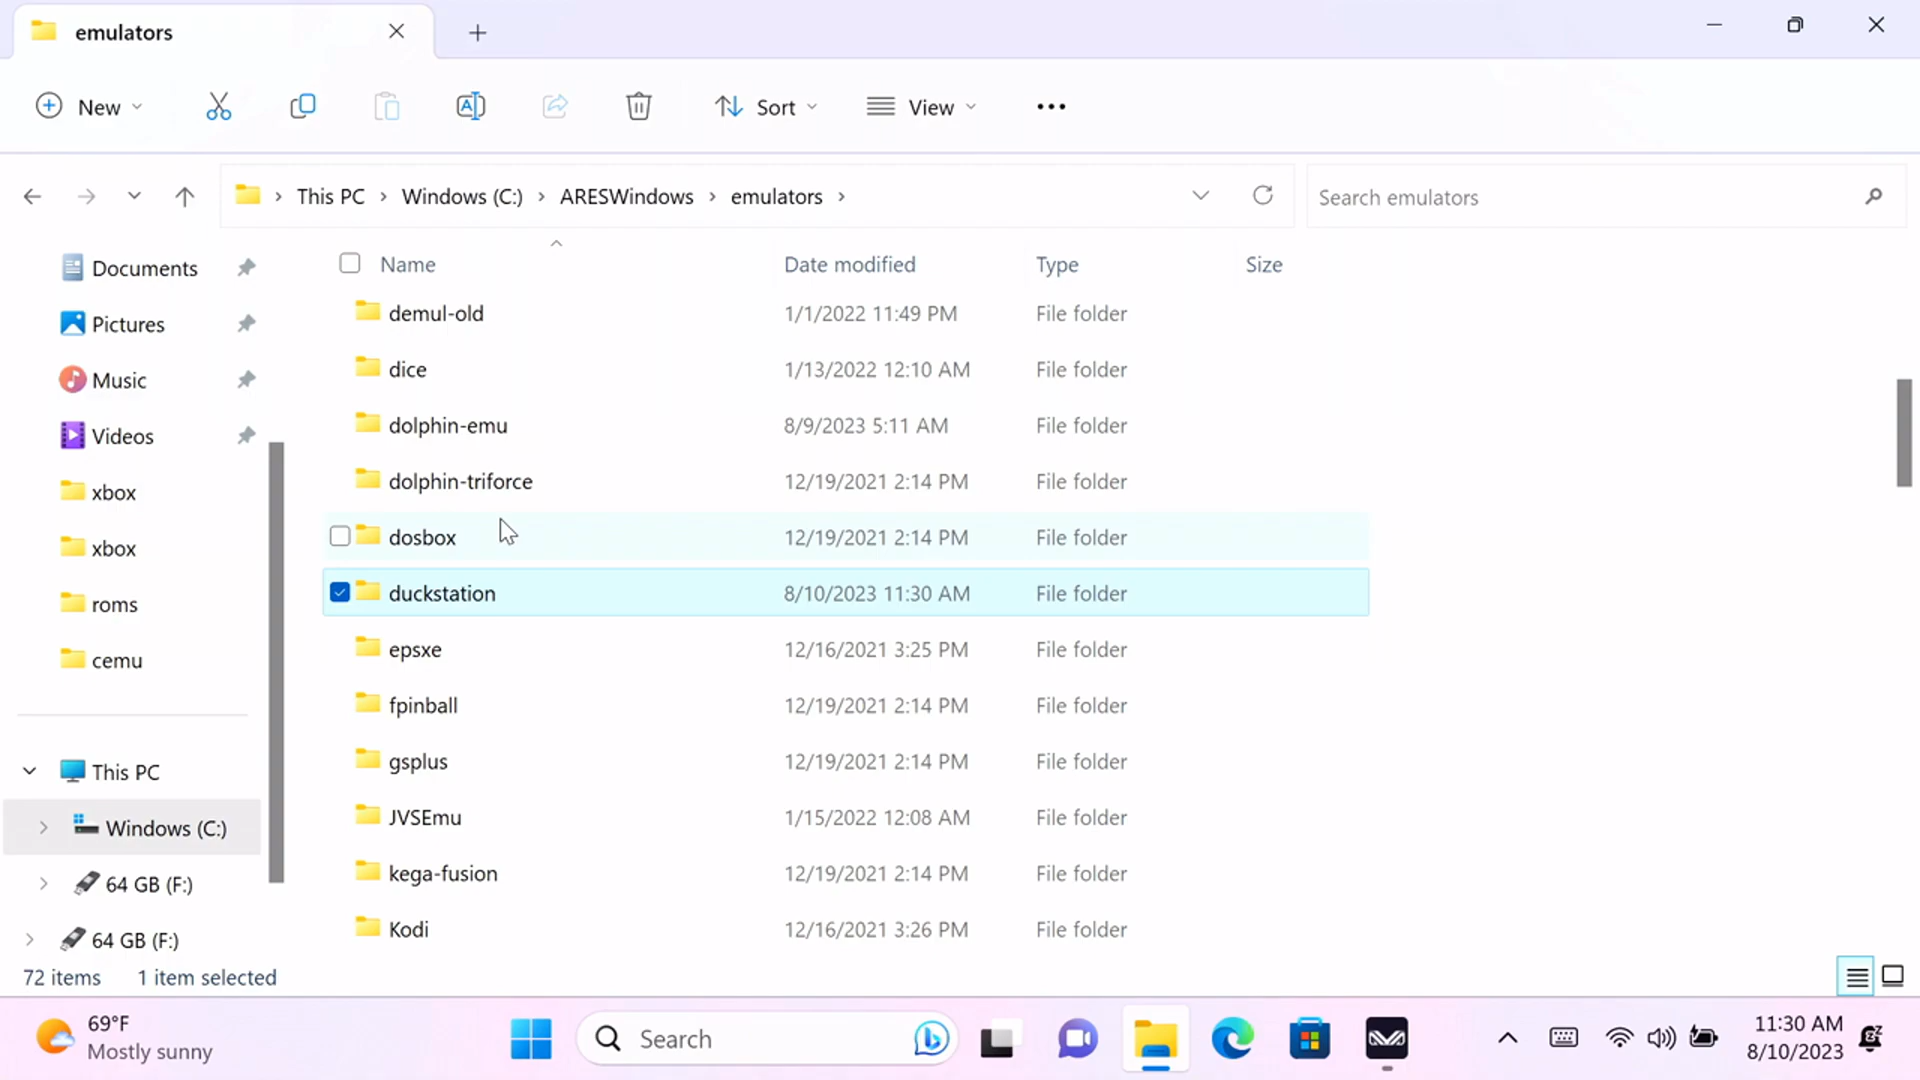 emulators
New
Sort
View
This PC
Windows (C:)
ARESWindows
emulators
Search emulators
Documents
Pictures
Music
Videos
xbox
xbox
roms
cemu
This PC
Windows (C:)
64 GB (F:)
64 GB (F:)
Name Date modified Type Size
demul-old 1/1/2022 11:49 PM File folder
dice 1/13/2022 12:10 AM File folder
dolphin-emu 8/9/2023 5:11 AM File folder
dolphin-triforce 12/19/2021 2:14 PM File folder
dosbox 12/19/2021 2:14 PM File folder
duckstation 8/10/2023 11:30 AM File folder
epsxe 12/16/2021 3:25 PM File folder
fpinball 12/19/2021 2:14 PM File folder
gsplus 12/19/2021 2:14 PM File folder
JVSEmu 1/15/2022 12:08 AM File folder
kega-fusion 12/19/2021 2:14 PM File folder
Kodi 12/16/2021 3:26 PM File folder
72 items 1 item selected
69°F
Mostly sunny
Search
11:30 AM
8/10/2023